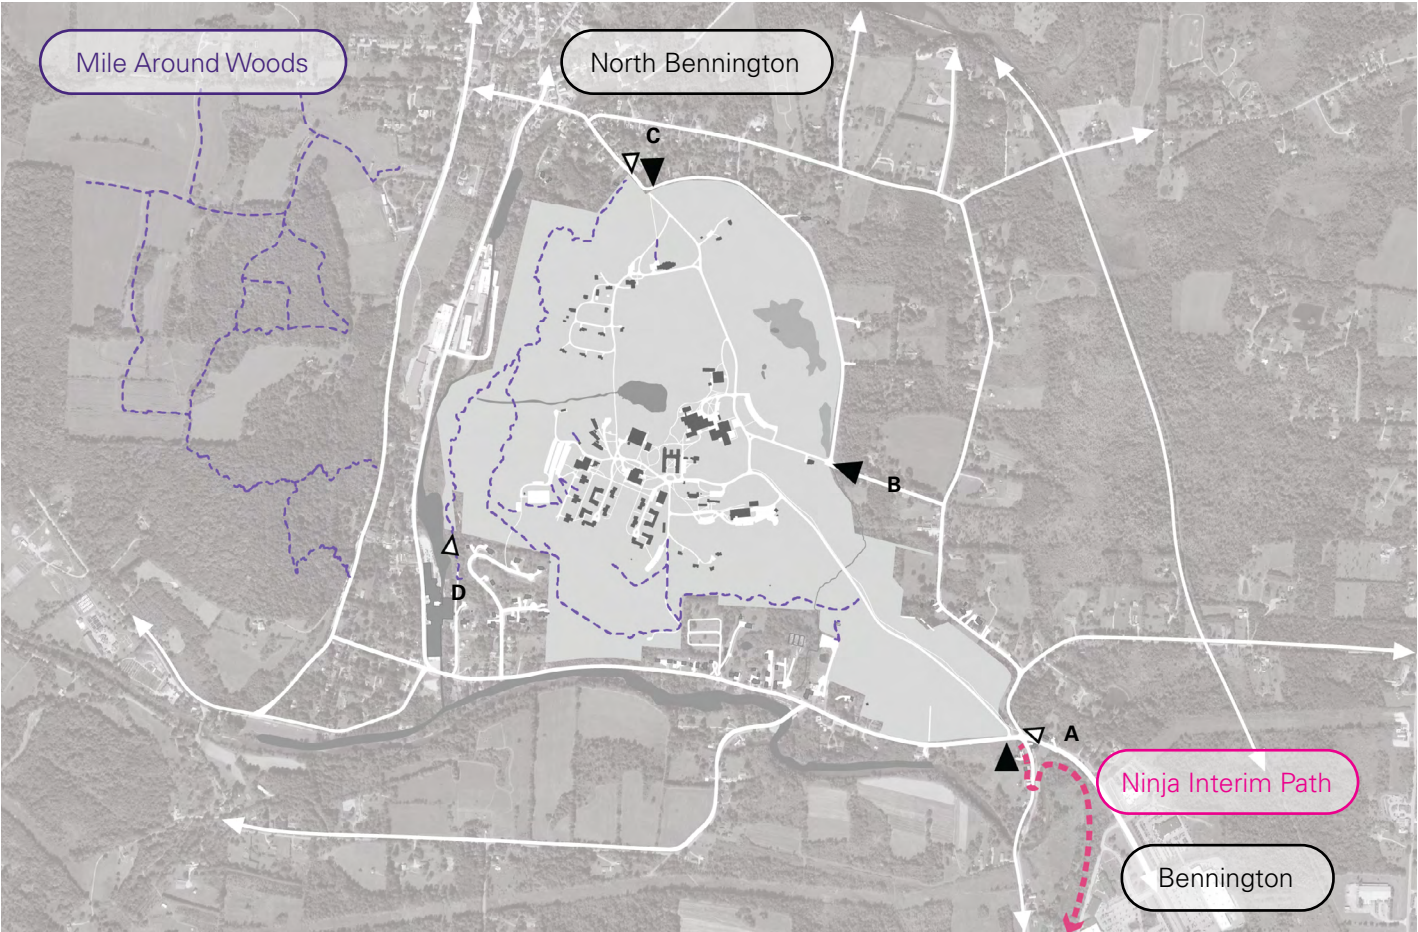 Mile Around Woods
North Bennington
C
B
D
A
Ninja Interim Path
Bennington